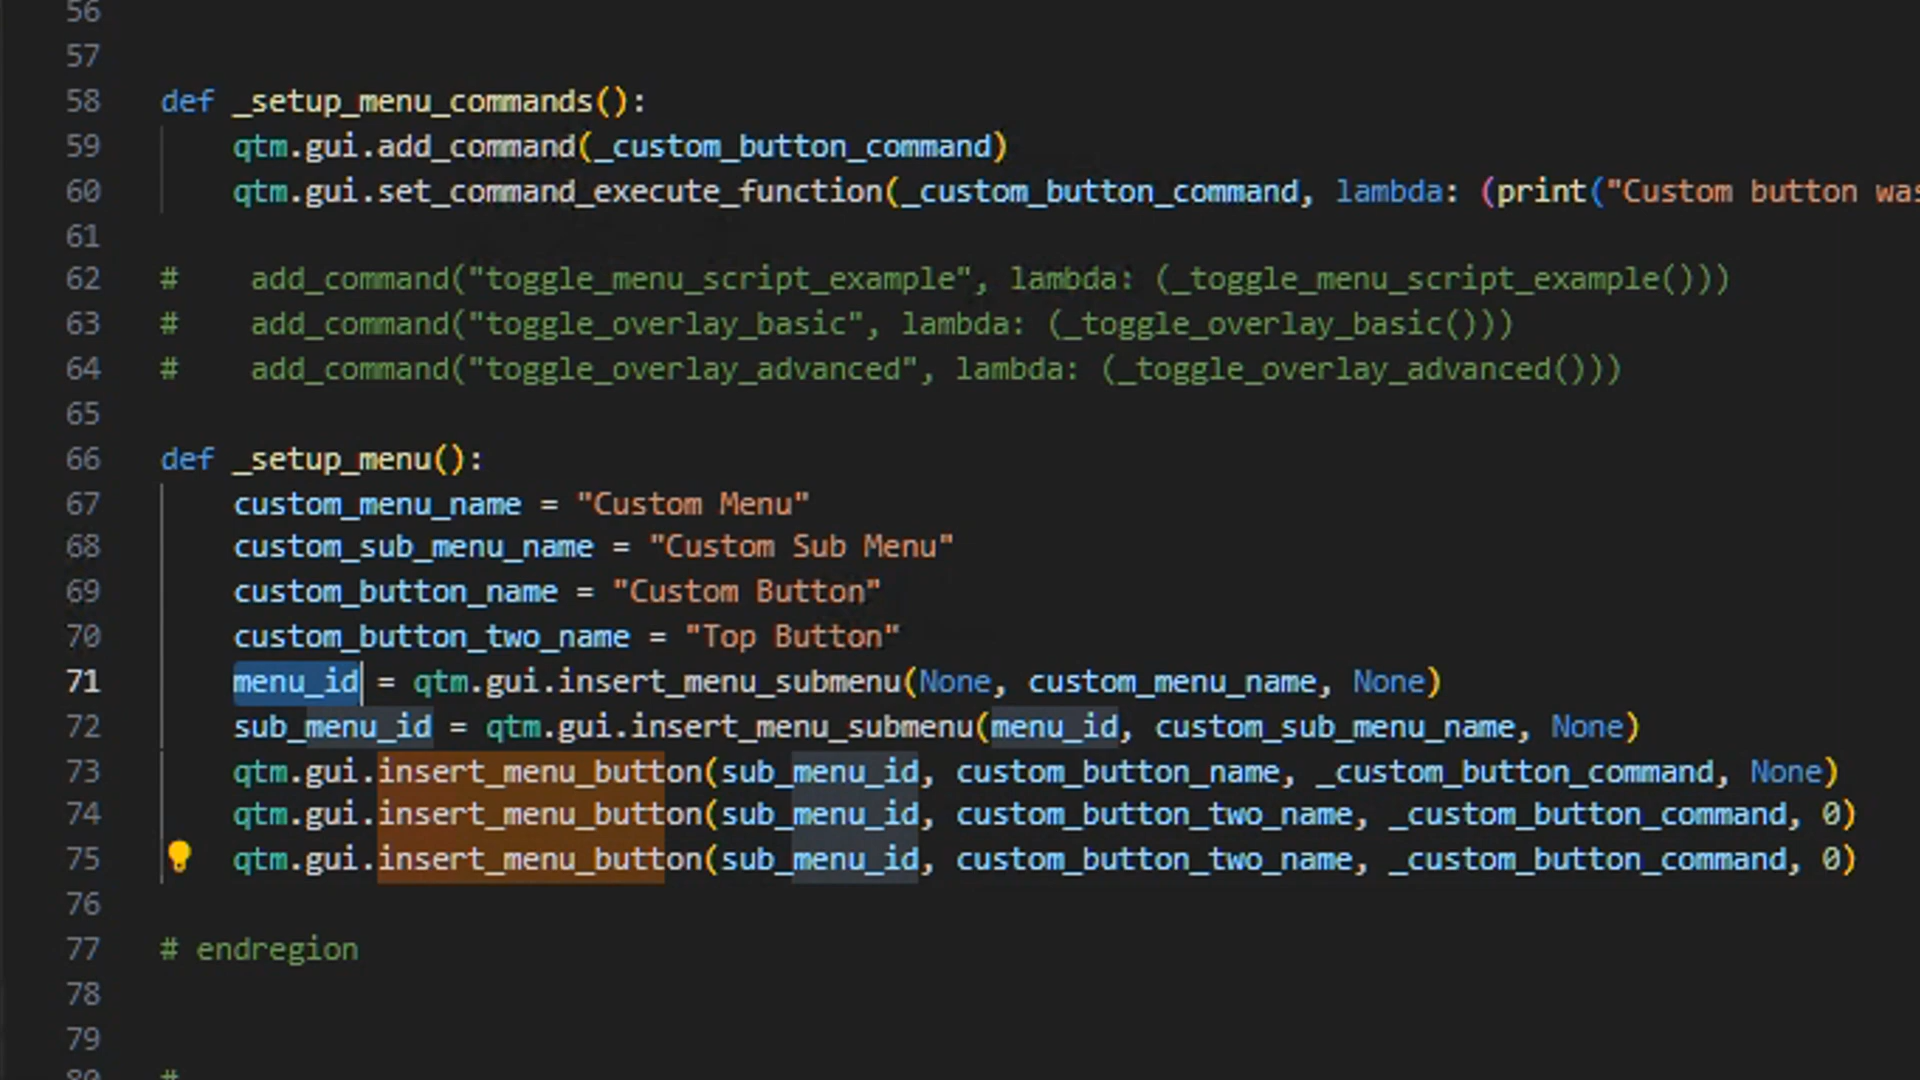 56
57
58 def _setup_menu_commands():
59 qtm.gui.add_command(_custom_button_command)
60 qtm.gui.set_command_execute_function(_custom_button_command, lambda: (print("Custom button was
61
62 # add_command("toggle_menu_script_example", lambda: (_toggle_menu_script_example()))
63 # add_command("toggle_overlay_basic", lambda: (_toggle_overlay_basic()))
64 # add_command("toggle_overlay_advanced", lambda: (_toggle_overlay_advanced()))
65
66 def _setup_menu():
67 custom_menu_name = "Custom Menu"
68 custom_sub_menu_name = "Custom Sub Menu"
69 custom_button_name = "Custom Button"
70 custom_button_two_name = "Top Button"
71 menu_id = qtm.gui.insert_menu_submenu(None, custom_menu_name, None)
72 sub_menu_id = qtm.gui.insert_menu_submenu(menu_id, custom_sub_menu_name, None)
73 qtm.gui.insert_menu_button(sub_menu_id, custom_button_name, _custom_button_command, None)
74 qtm.gui.insert_menu_button(sub_menu_id, custom_button_two_name, _custom_button_command, 0)
75 qtm.gui.insert_menu_button(sub_menu_id, custom_button_two_name, _custom_button_command, 0)
76
77 # endregion
78
79
80 #